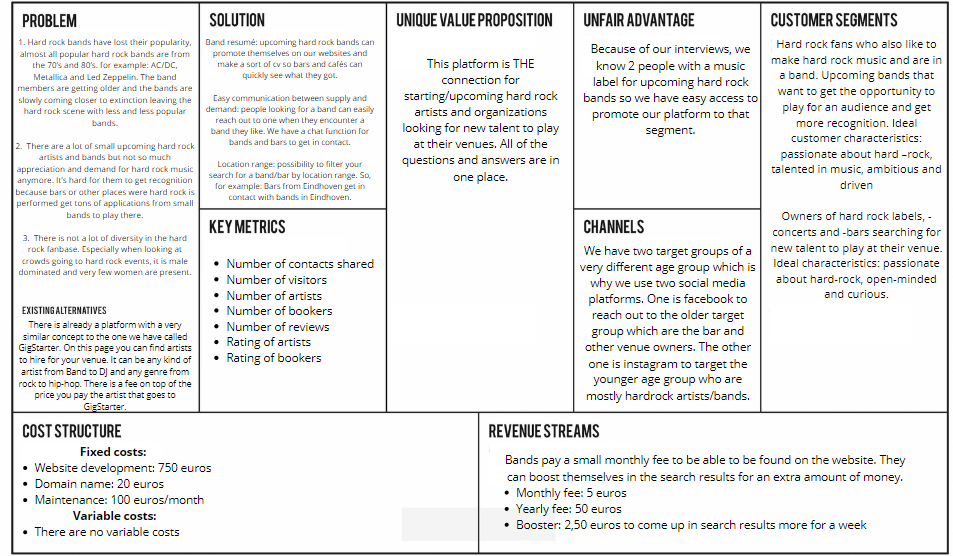 PROBLEM
1. Hard rock bands have lost their popularity,
almost all popular hard rock bands are from
the 70's and 80's. for example: AC/DC,
Metallica and Led Zeppelin. The band
members are getting older and the bands are
slowly coming closer to extinction leaving the
hard rock scene with less and less popular
bands.
2. There are a lot of small upcoming hard rock
artists and bands but not so much
appreciation and demand for hard rock music
anymore. It's hard for them to get recognition
because bars or other places were hard rock is
performed get tons of applications from small
bands to play there.
3. There is not a lot of diversity in the hard
rock fanbase. Especially when looking at
crowds going to hard rock events, it is male
dominated and very few women are present.
EXISTING ALTERNATIVES
There is already a platform with a very
similar concept to the one we have called
GigStarter. On this page you can find artists
to hire for your venue. It can be any kind of
artist from Band to DJ and any genre from
rock to hip-hop. There is a fee on top of the
price you pay the artist that goes to
GigStarter.
SOLUTION
Band resumé: upcoming hard rock bands can
promote themselves on our websites and
make a sort of cv so bars and cafés can
quickly see what they got.
Easy communication between supply and
demand: people looking for a band can easily
reach out to one when they encounter a
band they like. We have a chat function for
bands and bars to get in contact.
Location range: possibility to filter your
search for a band/bar by location range. So,
for example: Bars from Eindhoven get in
contact with bands in Eindhoven.
KEY METRICS
• Number of contacts shared
• Number of visitors
• Number of artists
• Number of bookers
• Number of reviews
• Rating of artists
• Rating of bookers
UNIQUE VALUE PROPOSITION
This platform is THE
connection for
starting/upcoming hard rock
artists and organizations
looking for new talent to play
at their venues. All of the
questions and answers are in
one place.
UNFAIR ADVANTAGE
Because of our interviews, we
know 2 people with a music
label for upcoming hard rock
bands so we have easy access to
promote our platform to that
segment.
CHANNELS
We have two target groups of a
very different age group which is
why we use two social media
platforms. One is facebook to
reach out to the older target
group which are the bar and
other venue owners. The other
one is instagram to target the
younger age group who are
mostly hardrock artists/bands.
CUSTOMER SEGMENTS
Hard rock fans who also like to
make hard rock music and are in
a band. Upcoming bands that
want to get the opportunity to
play for an audience and get
more recognition. Ideal
customer characteristics:
passionate about hard –rock,
talented in music, ambitious and
driven
Owners of hard rock labels, -
concerts and -bars searching for
new talent to play at their venue.
Ideal characteristics: passionate
about hard-rock, open-minded
and curious.
COST STRUCTURE
Fixed costs:
• Website development: 750 euros
• Domain name: 20 euros
• Maintenance: 100 euros/month
Variable costs:
• There are no variable costs
REVENUE STREAMS
Bands pay a small monthly fee to be able to be found on the website. They
can boost themselves in the search results for an extra amount of money.
• Monthly fee: 5 euros
• Yearly fee: 50 euros
• Booster: 2,50 euros to come up in search results more for a week